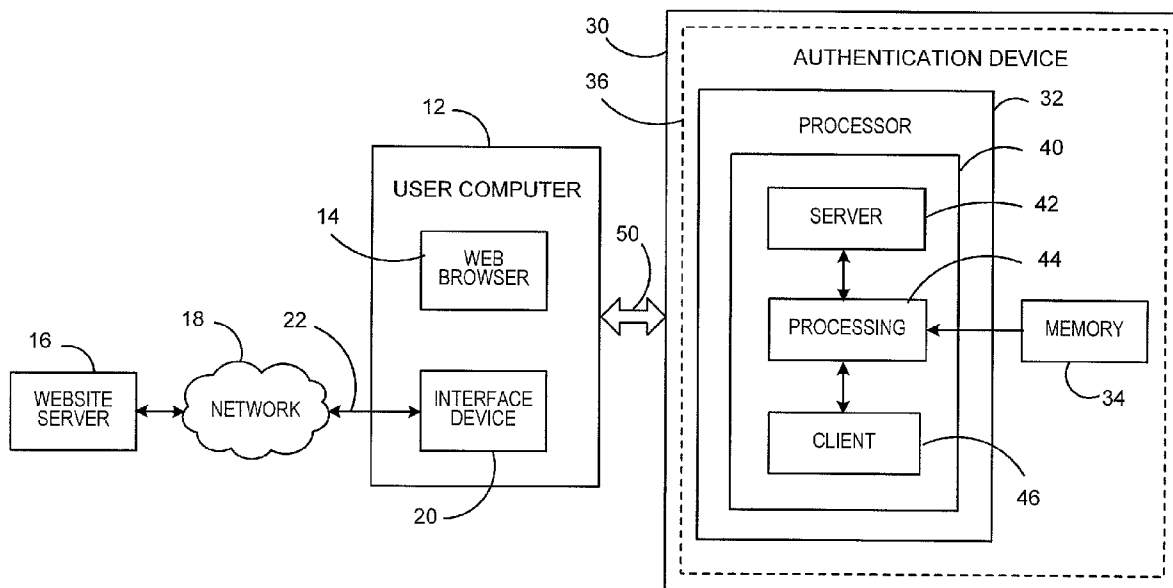 30
AUTHENTICATION DEVICE
36
32
12
PROCESSOR
40
USER COMPUTER
SERVER
42
14
WEB
BROWSER
50
44
18
22
PROCESSING
MEMORY
16
WEBSITE
SERVER
NETWORK
INTERFACE
DEVICE
34
CLIENT
20
46